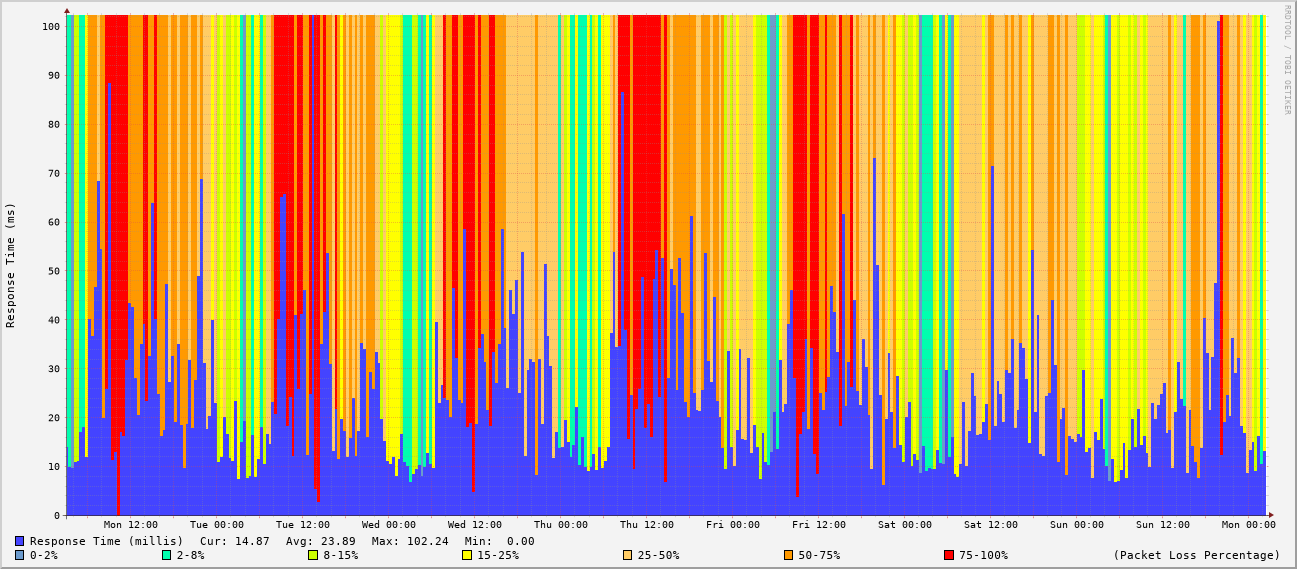 RRDTOOL / TOBI OETIKER
Response Time (ms)
100
90
80
70
60
50
40
30
20
10
0
Mon 12:00 Tue 00:00 Tue 12:00 Wed 00:00 Wed 12:00 Thu 00:00 Thu 12:00 Fri 00:00 Fri 12:00 Sat 00:00 Sat 12:00 Sun 00:00 Sun 12:00 Mon 00:00
Response Time (millis) Cur: 14.87 Avg: 23.89 Max: 102.24 Min: 0.00
0-2% 2-8% 8-15% 15-25% 25-50% 50-75% 75-100% (Packet Loss Percentage)